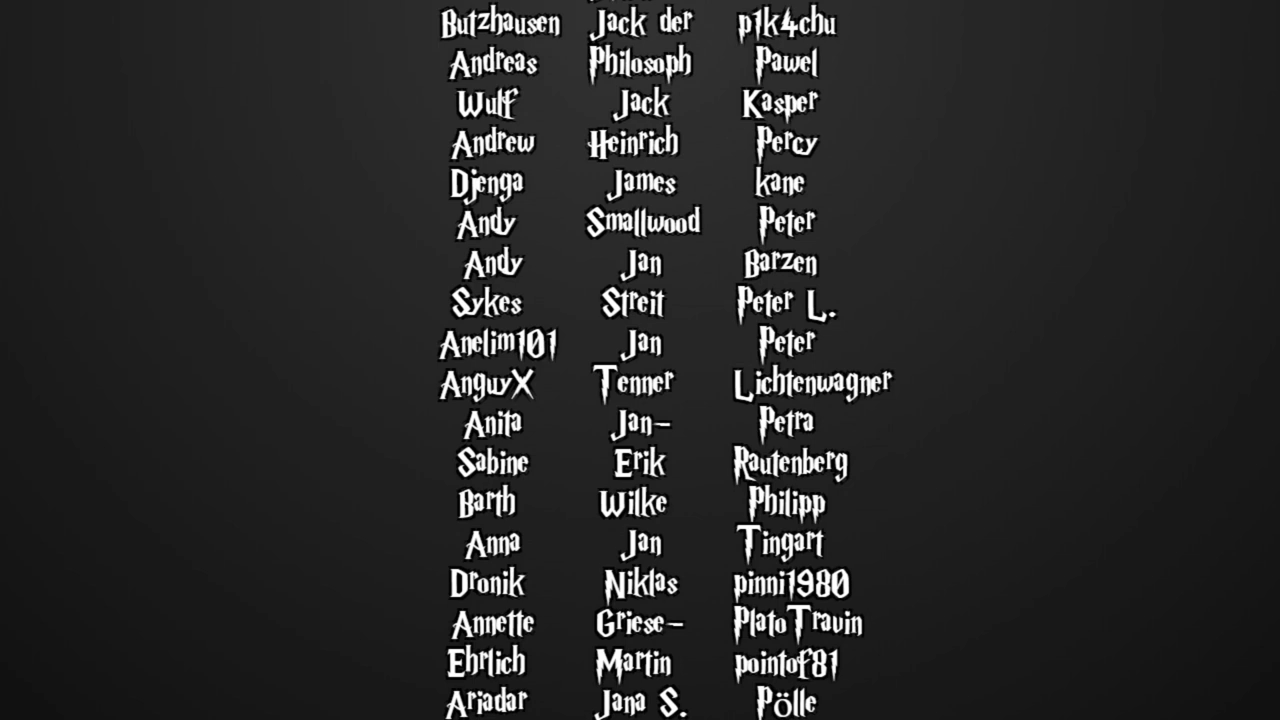 Butzhausen Jack der p1k4chu
Andreas Philosoph Pawel
Wulf Jack Kasper
Andrew Heinrich Percy
Djenga James kane
Andy Smallwood Peter
Andy Jan Barzen
Sykes Streit Peter L.
Anelim101 Jan Peter
AnguyX Tenner Lichtenwagner
Anita Jan- Petra
Sabine Erik Rautenberg
Barth Wilke Philipp
Anna Jan Tingart
Dronik Niklas pinni1980
Annette Griese- PlatoTravin
Ehrlich Martin pointof81
Ariadar Jana S. Pölle